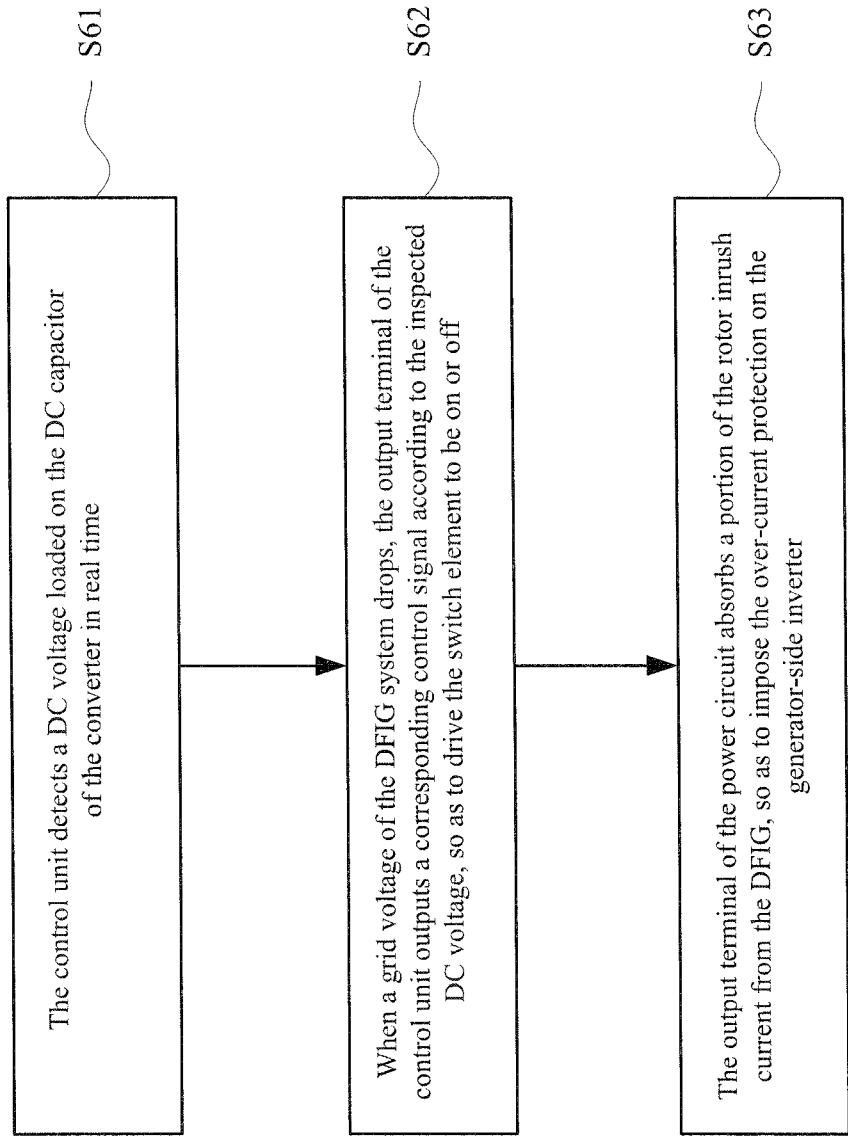 The control unit detects a DC voltage loaded on the DC capacitor
of the converter in real time
S61
When a grid voltage of the DFIG system drops, the output terminal of the
control unit outputs a corresponding control signal according to the inspected
DC voltage, so as to drive the switch element to be on or off
S62
The output terminal of the power circuit absorbs a portion of the rotor inrush
current from the DFIG, so as to impose the over-current protection on the
generator-side inverter
S63